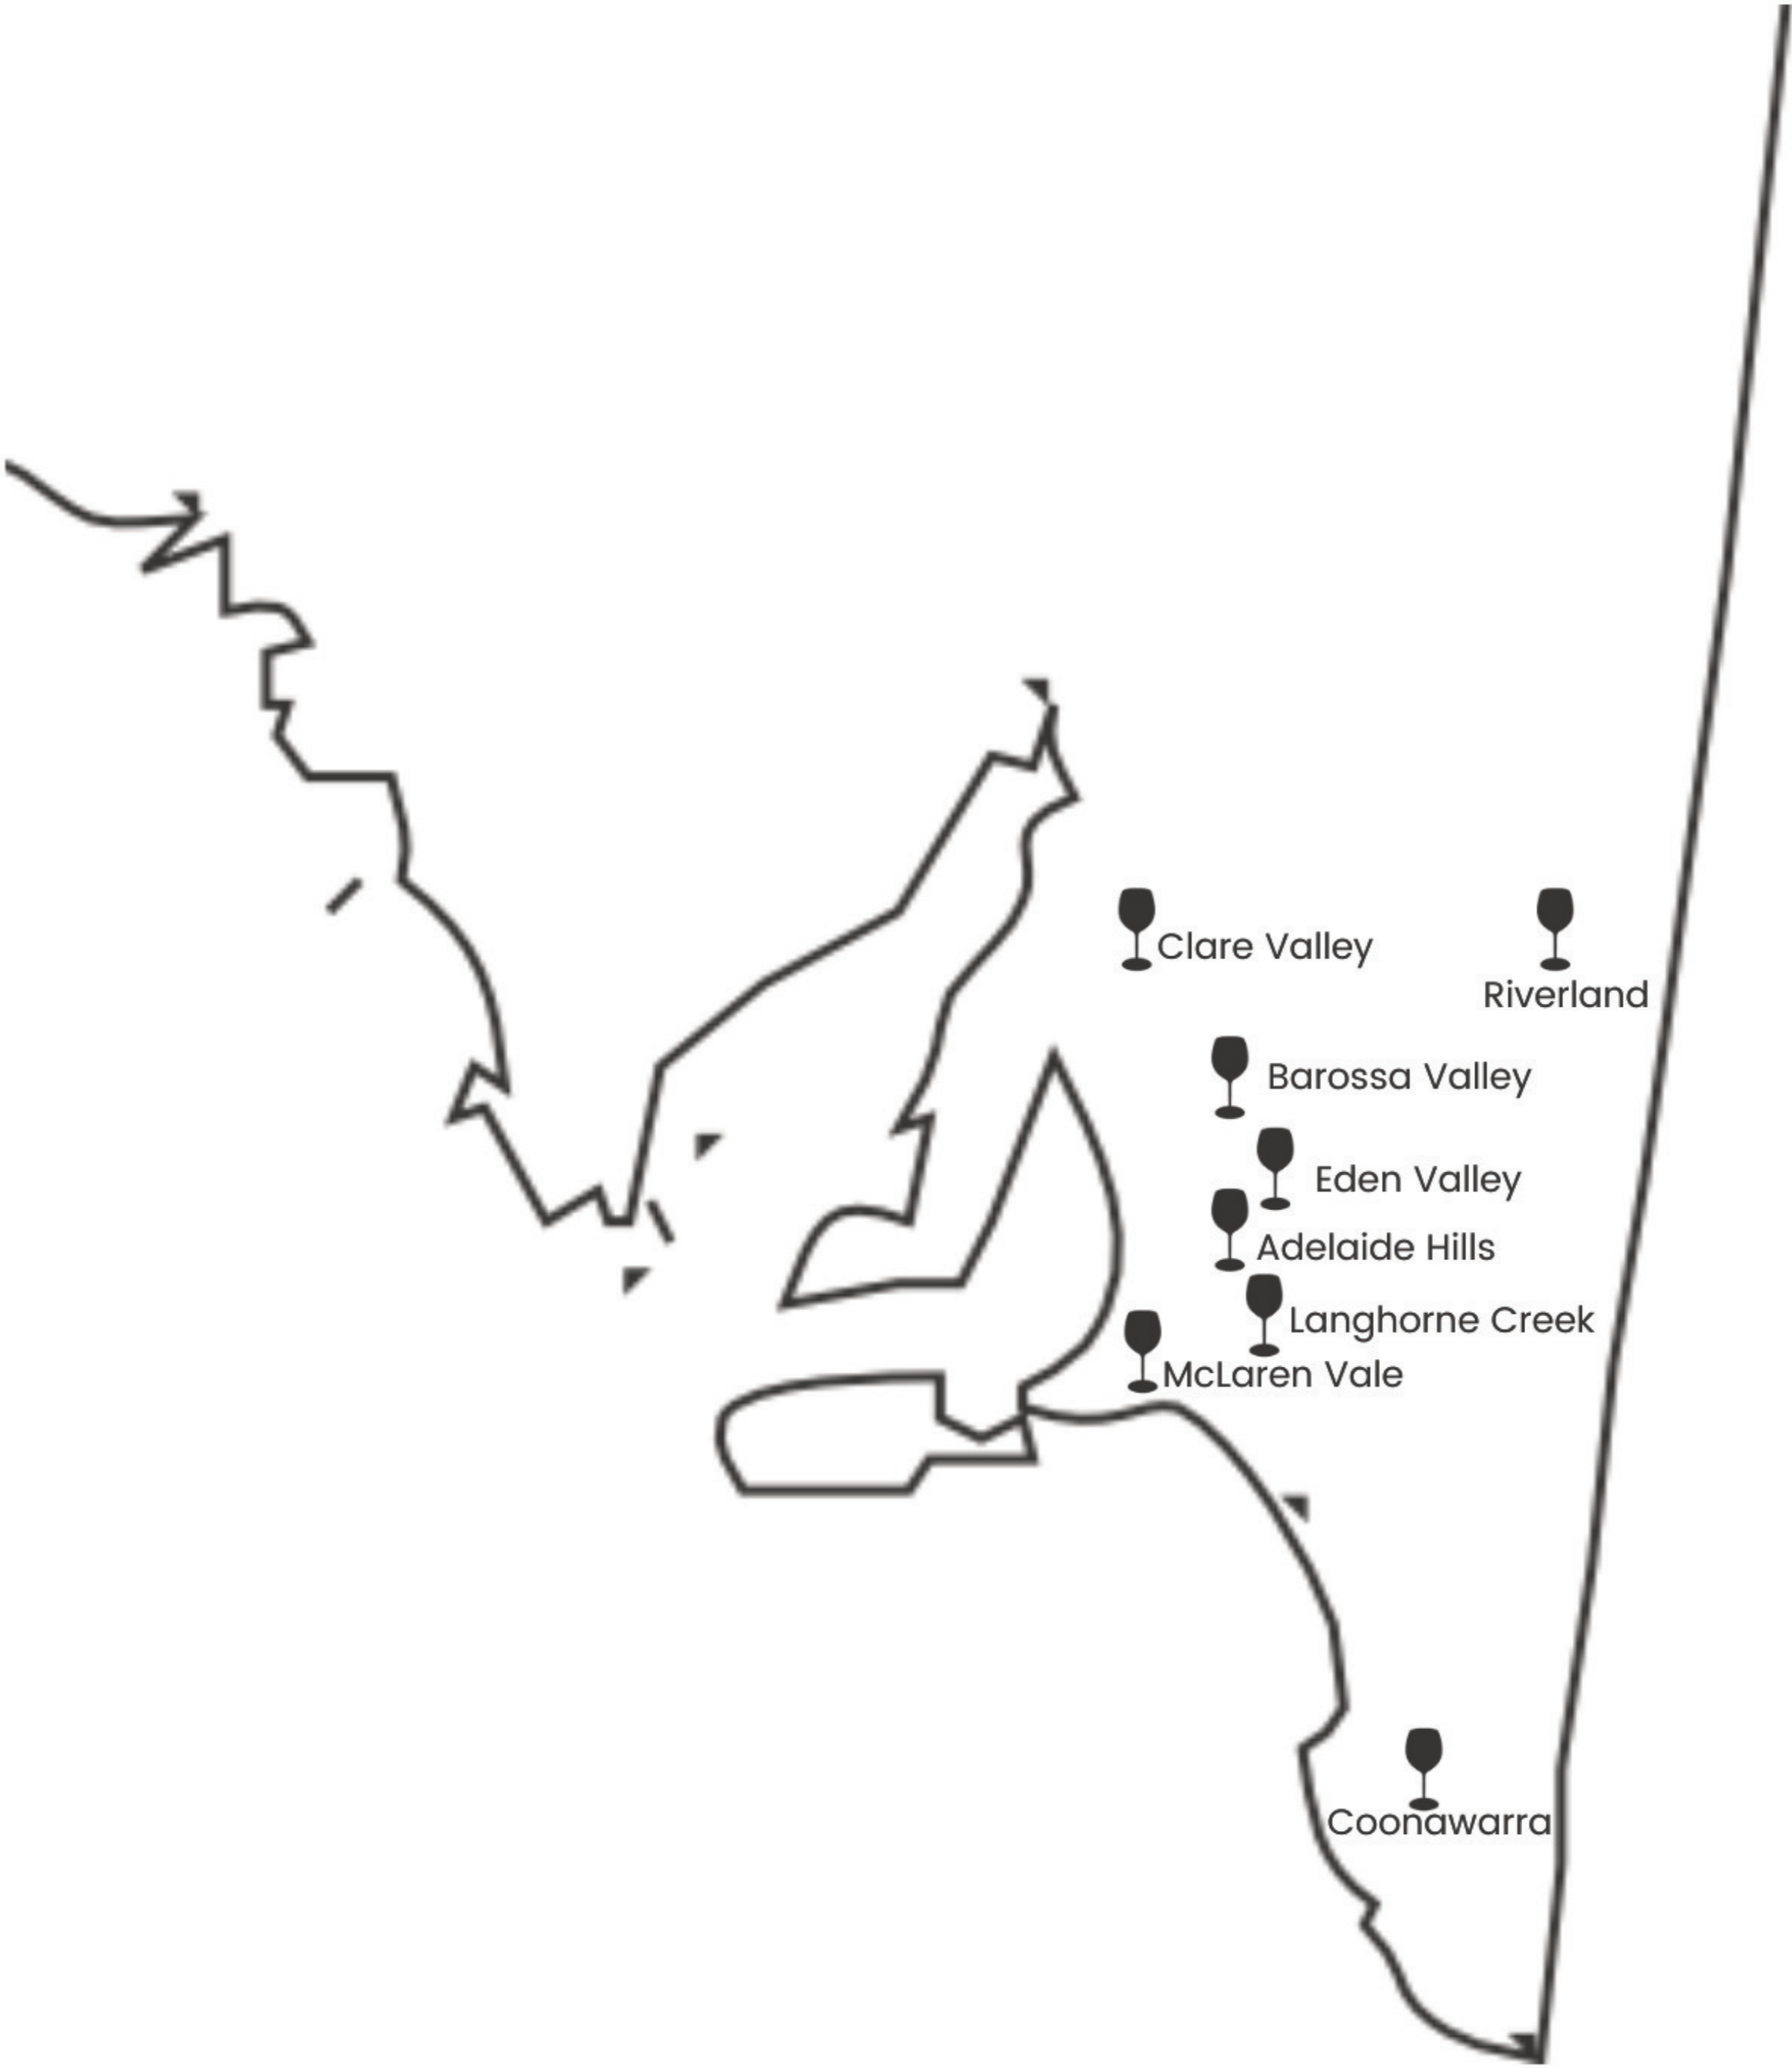 Clare Valley
Riverland
Barossa Valley
Eden Valley
Adelaide Hills
Langhorne Creek
McLaren Vale
Coonawarra